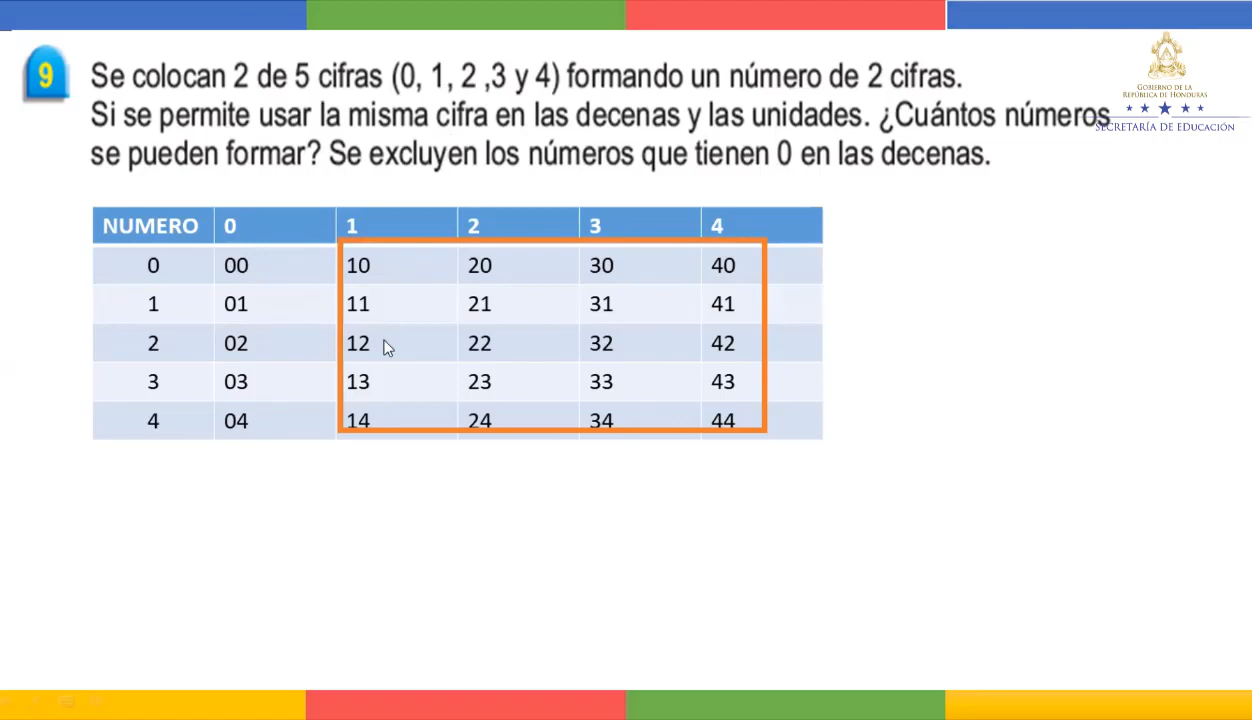 9
Se colocan 2 de 5 cifras (0, 1, 2 ,3 y 4) formando un número de 2 cifras.
Si se permite usar la misma cifra en las decenas y las unidades. ¿Cuántos números
se pueden formar? Se excluyen los números que tienen 0 en las decenas.
GOBIERNO DE LA
REPÚBLICA DE HONDURAS
SECRETARÍA DE EDUCACIÓN
NUMERO 0 1 2 3 4
0 00 10 20 30 40
1 01 11 21 31 41
2 02 12 22 32 42
3 03 13 23 33 43
4 04 14 24 34 44